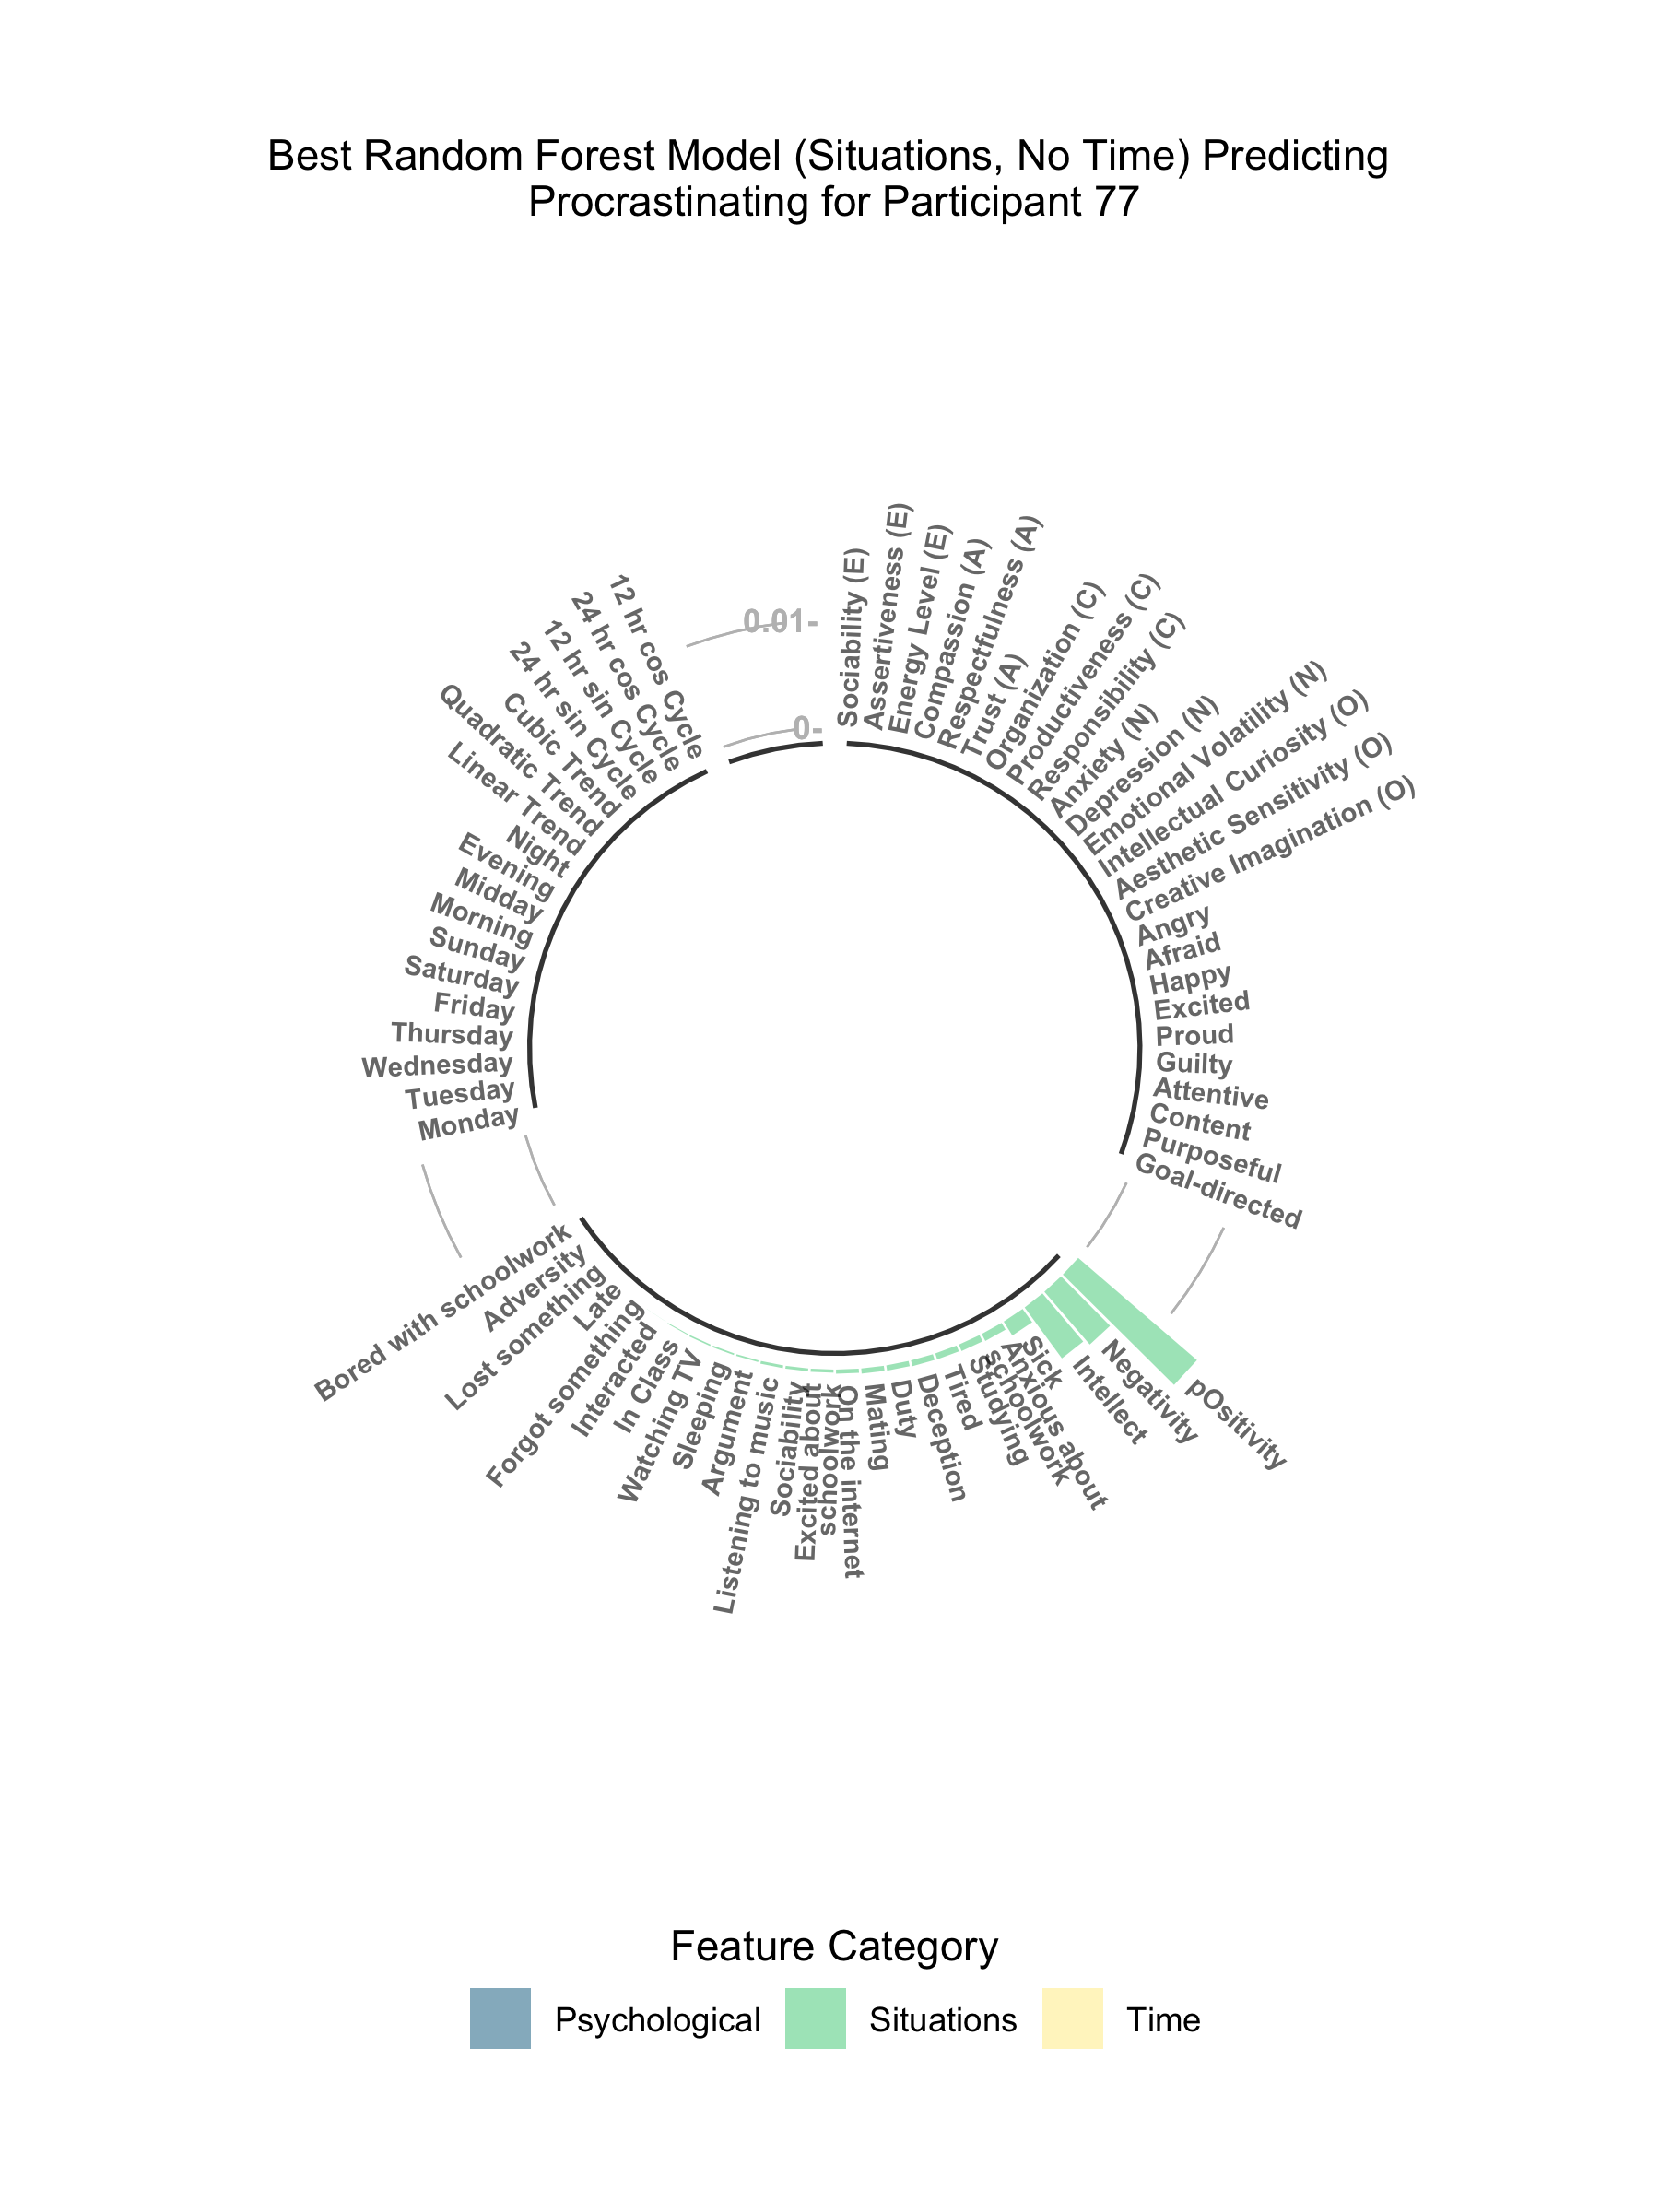 Best Random Forest Model (Situations, No Time) Predicting
Procrastinating for Participant 77
0.01-
0-
Sociability (E)
Assertiveness (E)
Energy Level (E)
Compassion (A)
Respectfulness (A)
Trust (A)
Organization (C)
Productiveness (C)
Responsibility (C)
Anxiety (N)
Depression (N)
Emotional Volatility (N)
Intellectual Curiosity (O)
Aesthetic Sensitivity (O)
Creative Imagination (O)
Angry
Afraid
Happy
Excited
Proud
Guilty
Attentive
Content
Purposeful
Goal-directed
pOsitivity
Negativity
Intellect
Sick
Anxious about
schoolwork
Studying
Tired
Deception
Duty
Mating
On the internet
Excited about
schoolwork
Sociability
Listening to music
Argument
Sleeping
Watching TV
In Class
Interacted
Forgot something
Late
Lost something
Adversity
Bored with schoolwork
Monday
Tuesday
Wednesday
Thursday
Friday
Saturday
Sunday
Morning
Midday
Evening
Night
Linear Trend
Quadratic Trend
Cubic Trend
24 hr sin Cycle
12 hr sin Cycle
24 hr cos Cycle
12 hr cos Cycle
Feature Category
Psychological
Situations
Time